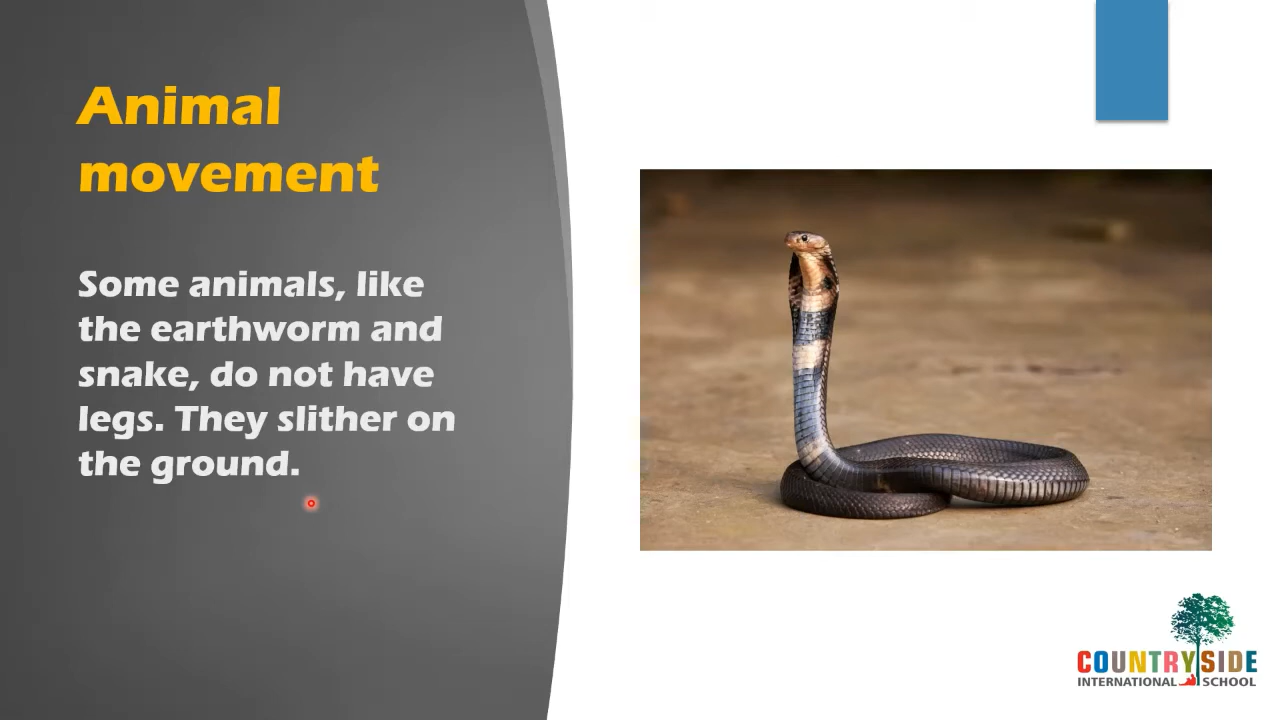 Animal
movement
Some animals, like
the earthworm and
snake, do not have
legs. They slither on
the ground.
COUNTRYSIDE
INTERNATIONAL SCHOOL